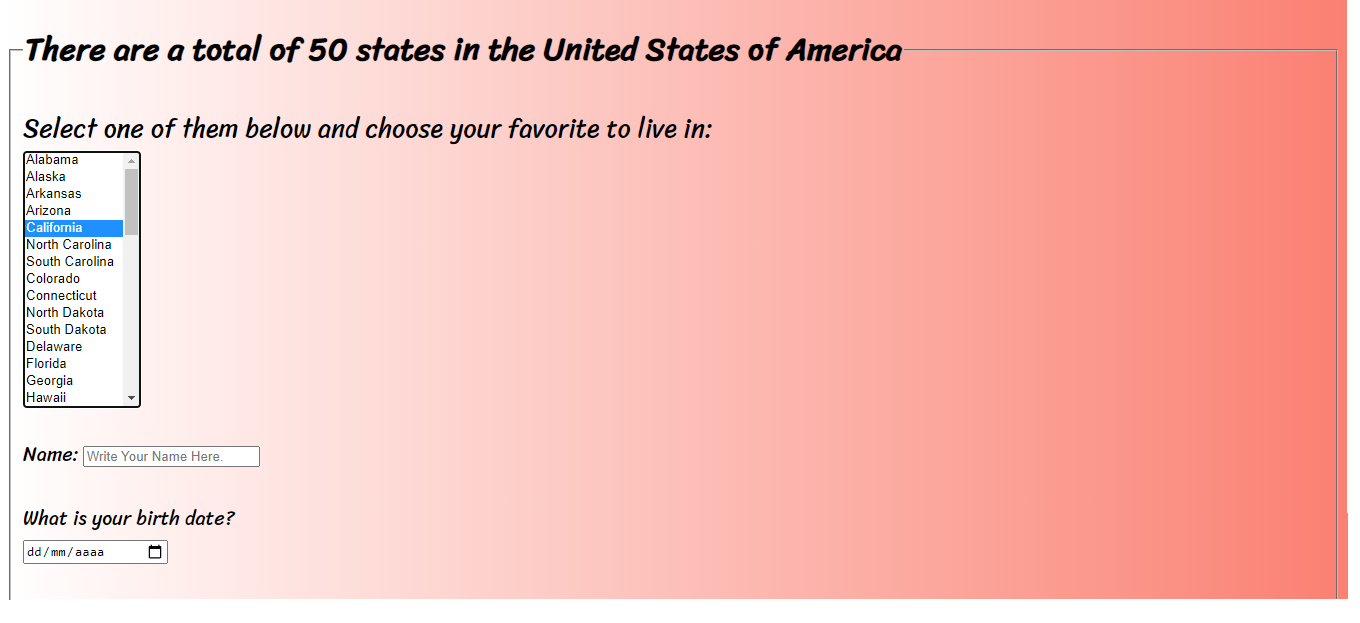 There are a total of 50 states in the United States of America
Select one of them below and choose your favorite to live in:
Alabama
Alaska
Arkansas
Arizona
California
North Carolina
South Carolina
Colorado
Connecticut
North Dakota
South Dakota
Delaware
Florida
Georgia
Hawaii
Name: Write Your Name Here.
What is your birth date?
dd/mm/aaaa